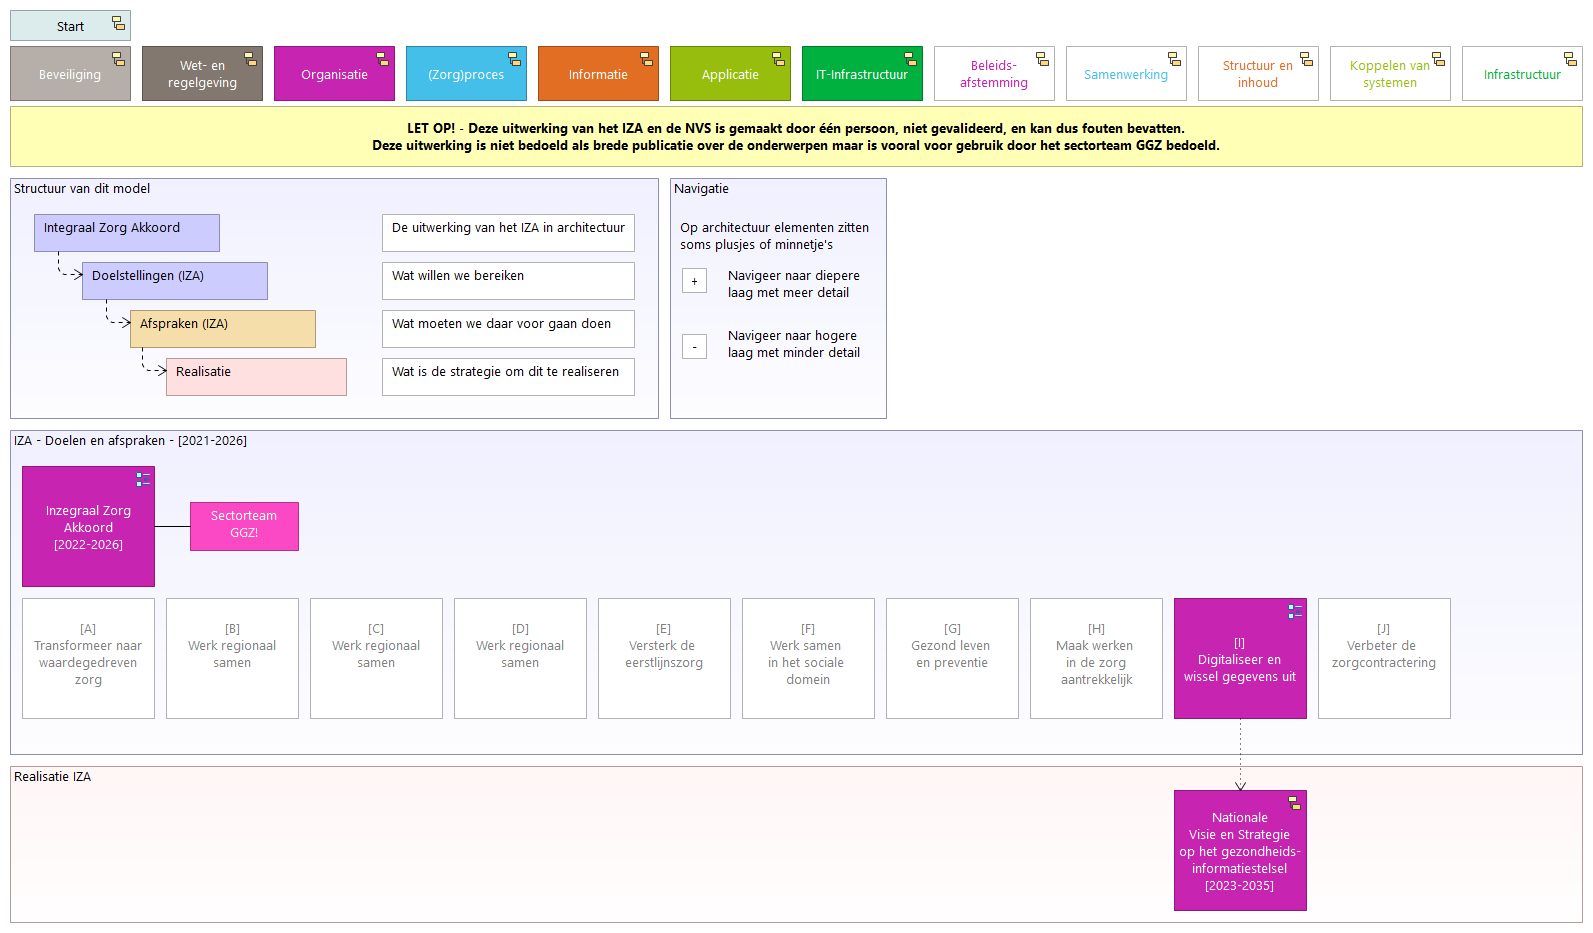 Start
Beveiliging
Wet- en
regelgeving
Organisatie
(Zorg)proces
Informatie
Applicatie
IT-Infrastructuur
Beleids-
afstemming
Samenwerking
Structuur en
inhoud
Koppelen van
systemen
Infrastructuur
LET OP! - Deze uitwerking van het IZA en de NVS is gemaakt door één persoon, niet gevalideerd, en kan dus fouten bevatten.
Deze uitwerking is niet bedoeld als brede publicatie over de onderwerpen maar is vooral voor gebruik door het sectorteam GGZ bedoeld.
Structuur van dit model
Integraal Zorg Akkoord
De uitwerking van het IZA in architectuur
Doelstellingen (IZA)
Wat willen we bereiken
Afspraken (IZA)
Wat moeten we daar voor gaan doen
Realisatie
Wat is de strategie om dit te realiseren
Navigatie
Op architectuur elementen zitten
soms plusjes of minnetje's
+
Navigeer naar diepere
laag met meer detail
-
Navigeer naar hogere
laag met minder detail
IZA - Doelen en afspraken - [2021-2026]
Inzegraal Zorg
Akkoord
[2022-2026]
Sectorteam
GGZ!
[A]
Transformeer naar
waardegedreven
zorg
[B]
Werk regionaal
samen
[C]
Werk regionaal
samen
[D]
Werk regionaal
samen
[E]
Versterk de
eerstlijnszorg
[F]
Werk samen
in het sociale
domein
[G]
Gezond leven
en preventie
[H]
Maak werken
in de zorg
aantrekkelijk
[I]
Digitaliseer en
wissel gegevens uit
[J]
Verbeter de
zorgcontractering
Realisatie IZA
Nationale
Visie en Strategie
op het gezondheids-
informatiestelsel
[2023-2035]